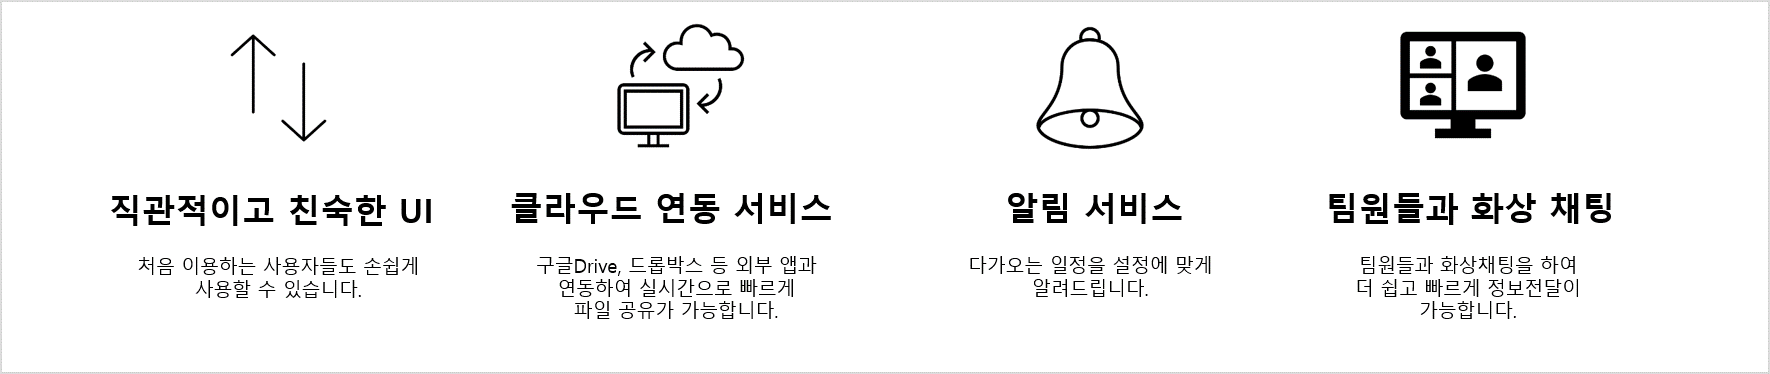 직관적이고 친숙한 UI
처음 이용하는 사용자들도 손쉽게
사용할 수 있습니다.
클라우드 연동 서비스
구글Drive, 드롭박스 등 외부 앱과
연동하여 실시간으로 빠르게
파일 공유가 가능합니다.
알림 서비스
다가오는 일정을 설정에 맞게
알려드립니다.
팀원들과 화상 채팅
팀원들과 화상채팅을 하여
더 쉽고 빠르게 정보전달이
가능합니다.